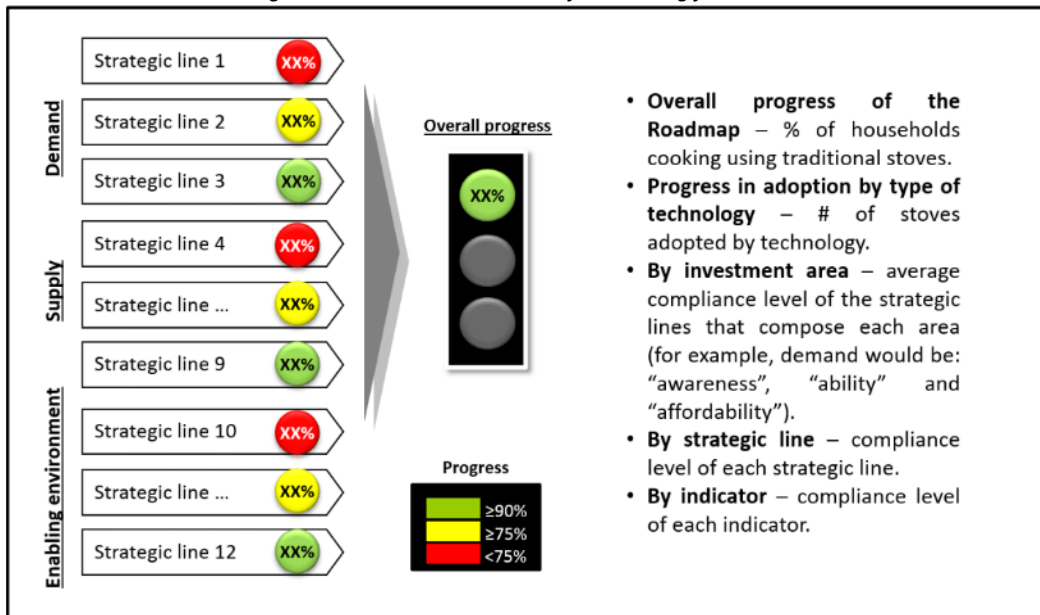 Demand
Strategic line 1
XX%
Strategic line 2
XX%
Strategic line 3
XX%
Supply
Strategic line 4
XX%
Strategic line ...
XX%
Strategic line 9
XX%
Enabling environment
Strategic line 10
XX%
Strategic line ...
XX%
Strategic line 12
XX%
Overall progress
XX%
Progress
≥90%
≥75%
<75%
• Overall progress of the
Roadmap – % of households
cooking using traditional stoves.
• Progress in adoption by type of
technology – # of stoves
adopted by technology.
• By investment area – average
compliance level of the strategic
lines that compose each area
(for example, demand would be:
“awareness”, “ability” and
“affordability”).
• By strategic line – compliance
level of each strategic line.
• By indicator – compliance level
of each indicator.